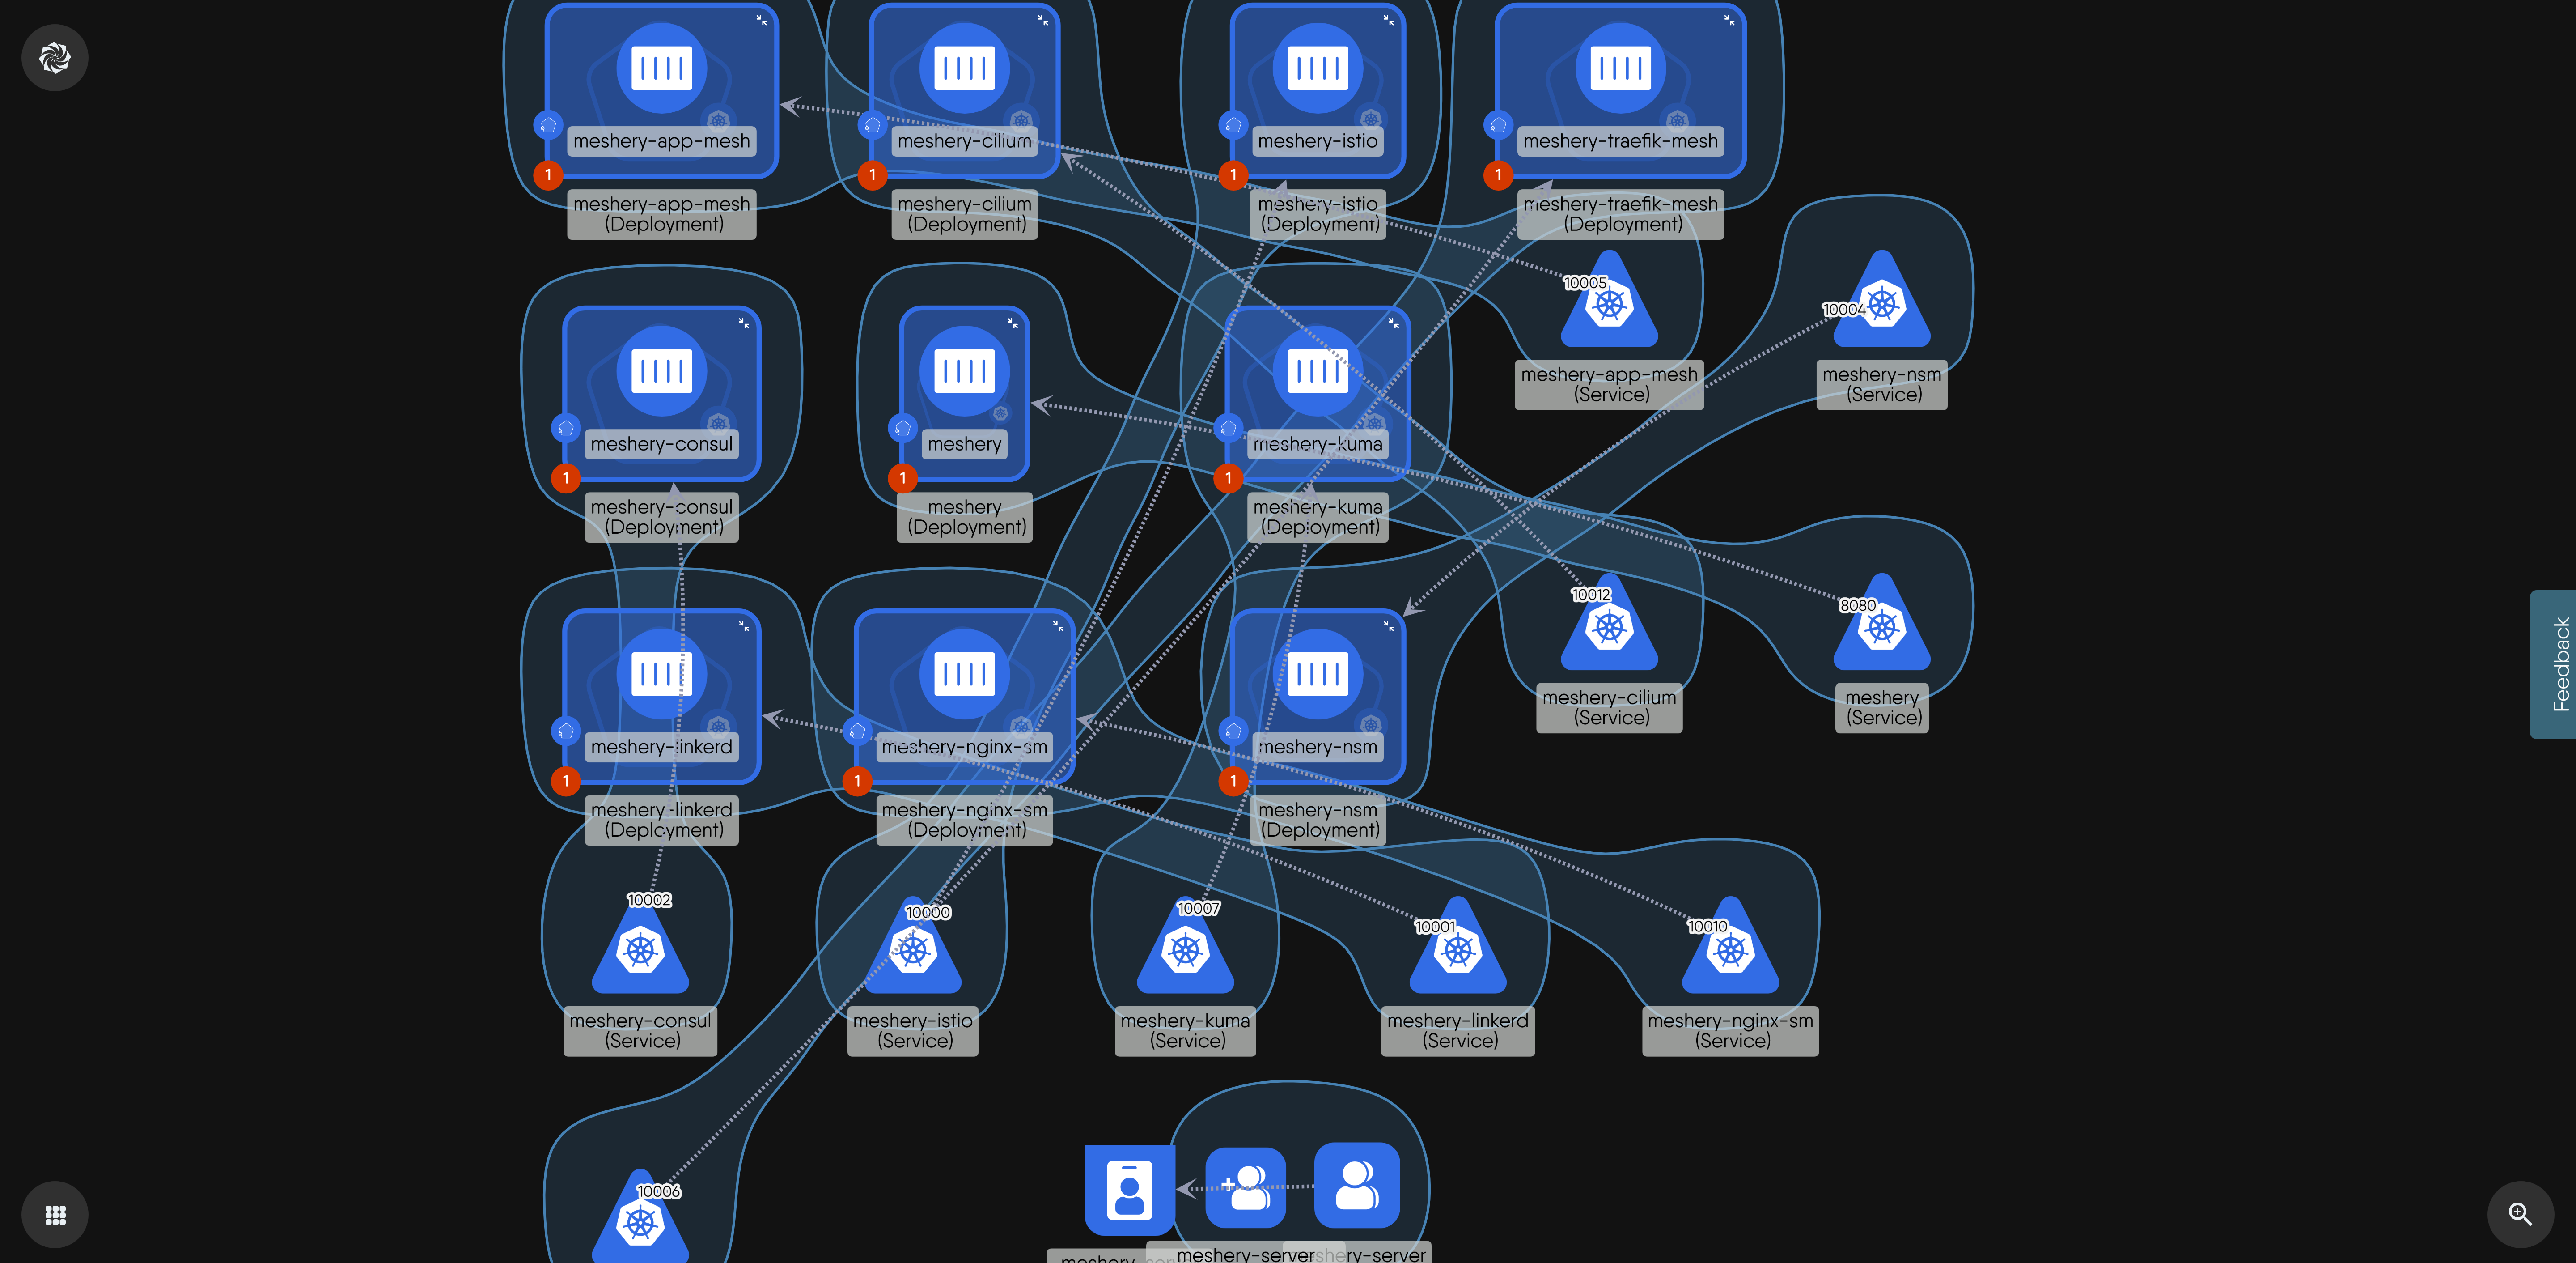 meshery-app-mesh
meshery-cilium
meshery-istio
meshery-traefik-mesh
1
1
1
1
meshery-app-mesh
(Deployment)
meshery-cilium
(Deployment)
meshery-istio
(Deployment)
meshery-traefik-mesh
(Deployment)
10005
10004
meshery-app-mesh
(Service)
meshery-nsm
(Service)
meshery-consul
meshery
meshery-kuma
1
1
1
meshery-consul
(Deployment)
meshery
(Deployment)
meshery-kuma
(Deployment)
10012
8080
meshery-cilium
(Service)
meshery
(Service)
Feedback
meshery-linkerd
meshery-nginx-sm
meshery-nsm
1
1
1
meshery-linkerd
(Deployment)
meshery-nginx-sm
(Deployment)
meshery-nsm
(Deployment)
10002
10000
10007
10001
10010
meshery-consul
(Service)
meshery-istio
(Service)
meshery-kuma
(Service)
meshery-linkerd
(Service)
meshery-nginx-sm
(Service)
10006
meshery-server